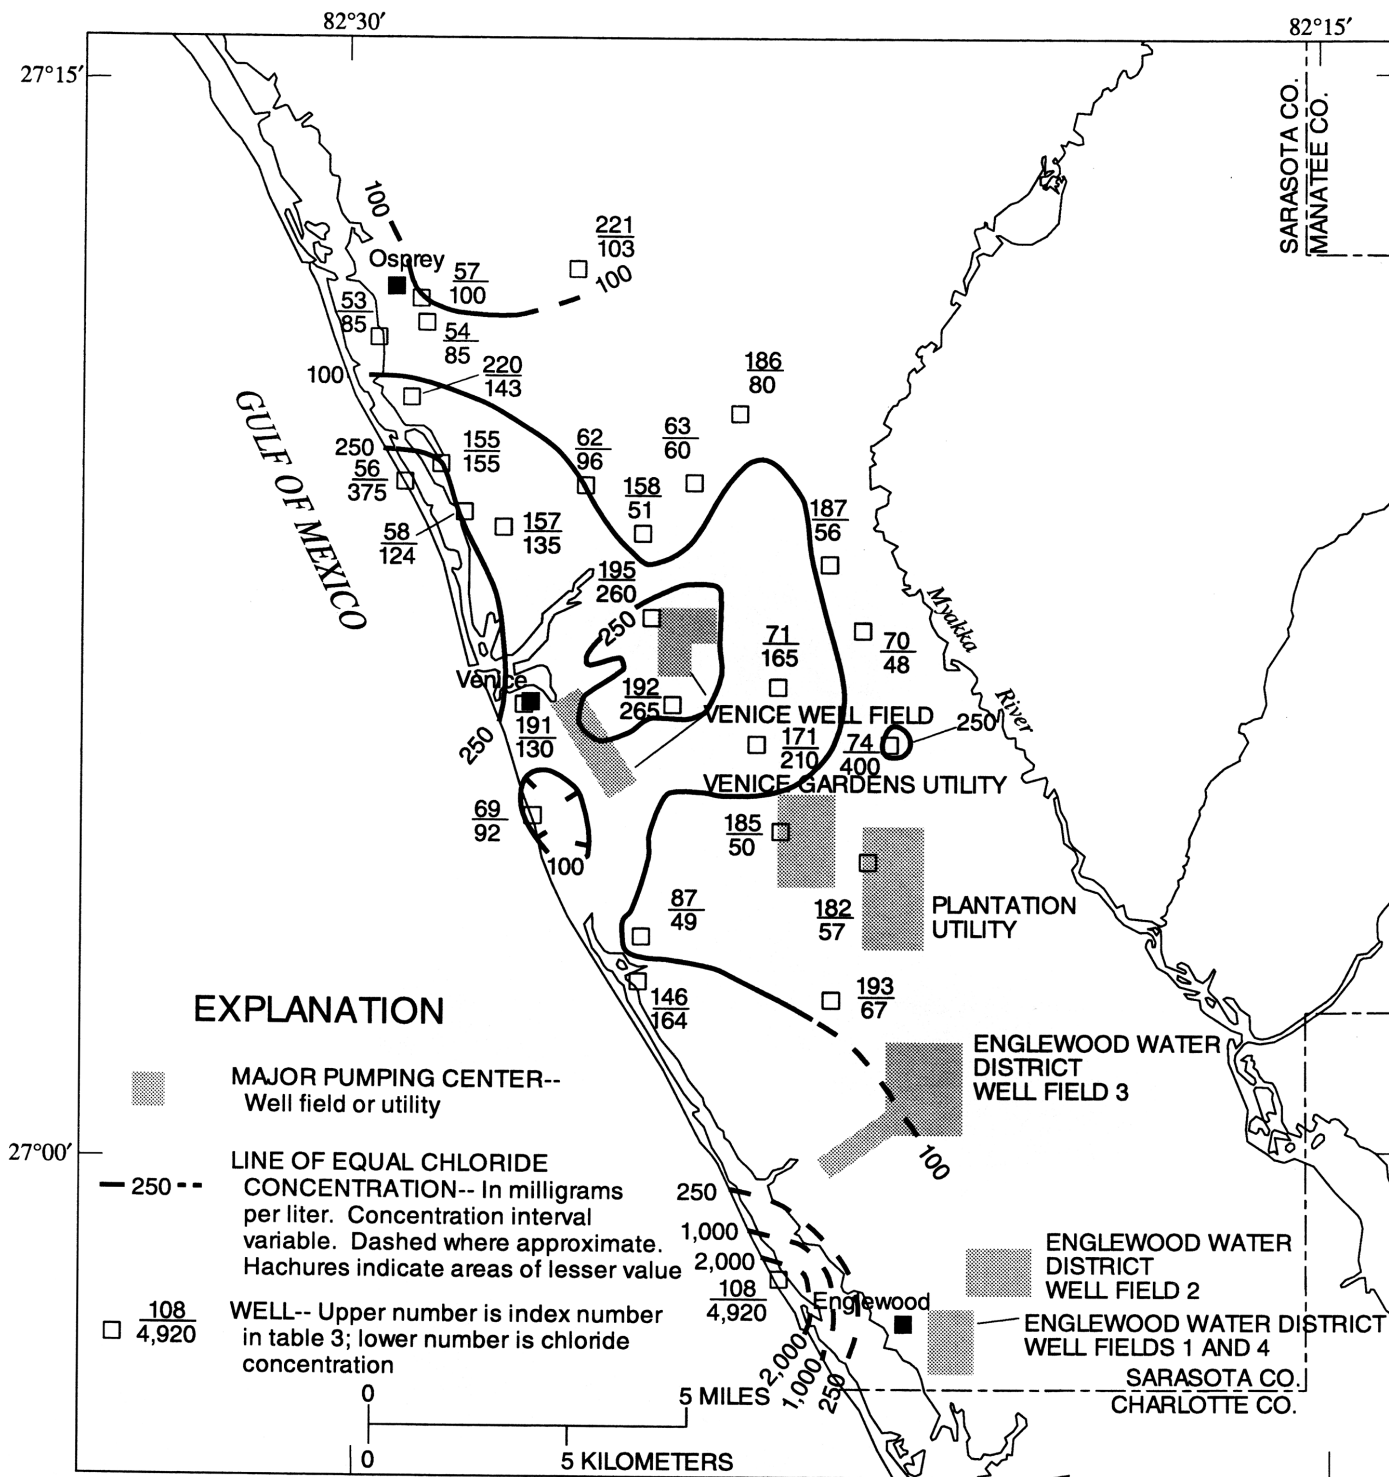 82°30′
82°15′
27°15′
SARASOTA CO.
MANATEE CO.
100
221
103
Osprey
57
100
100
53
85
54
85
220
143
100
186
80
GULF OF MEXICO
250
155
155
62
96
63
60
56
375
158
51
187
56
58
124
157
135
195
260
250
Myakka
River
71
165
70
48
Venice
192
265
VENICE WELL FIELD
250
191
130
250
171
210
74
400
VENICE GARDENS UTILITY
69
92
185
50
100
87
49
182
57
PLANTATION
UTILITY
146
164
193
67
EXPLANATION
ENGLEWOOD WATER
DISTRICT
WELL FIELD 3
MAJOR PUMPING CENTER--
Well field or utility
27°00′
100
LINE OF EQUAL CHLORIDE
250
CONCENTRATION-- In milligrams
per liter. Concentration interval
variable. Dashed where approximate.
Hachures indicate areas of lesser value
250
1,000
2,000
ENGLEWOOD WATER
DISTRICT
WELL FIELD 2
108
4,920
Englewood
108
4,920
WELL-- Upper number is index number
in table 3; lower number is chloride
concentration
ENGLEWOOD WATER DISTRICT
WELL FIELDS 1 AND 4
2,000
1,000
250
SARASOTA CO.
CHARLOTTE CO.
0
5 MILES
0
5 KILOMETERS